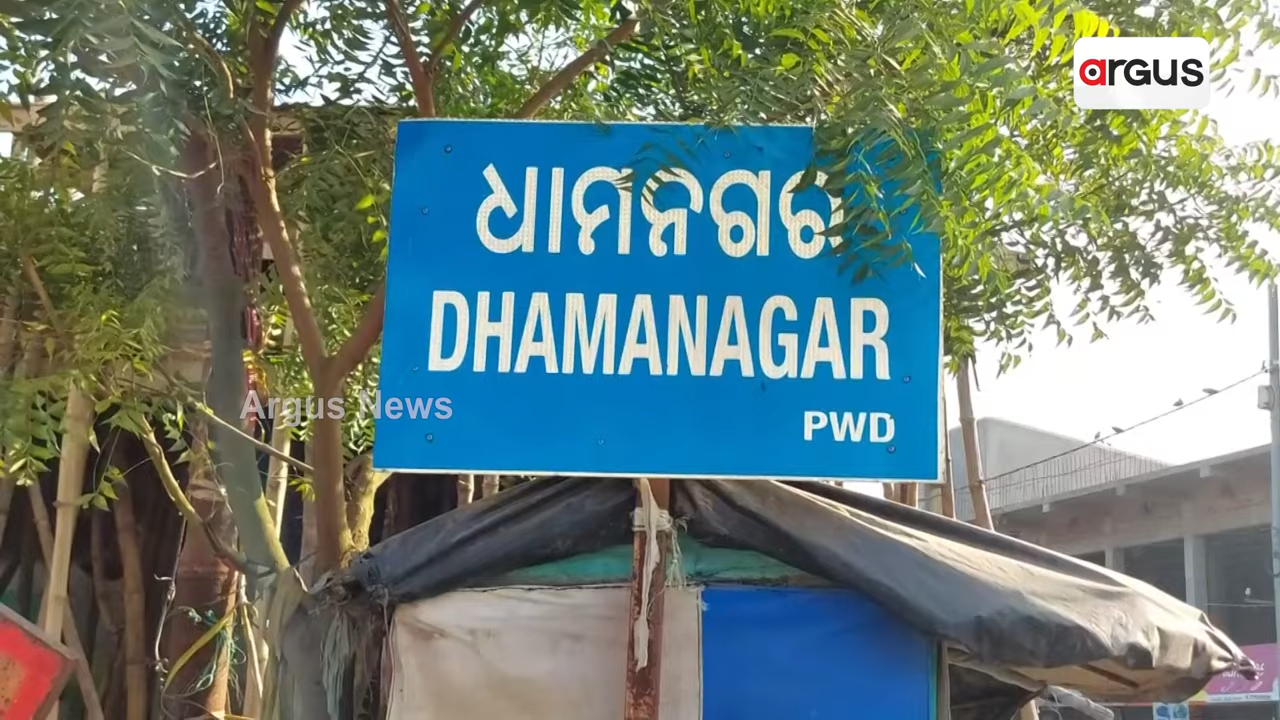 argus
ଧାମନଗର
DHAMANAGAR
Argus News
PWD